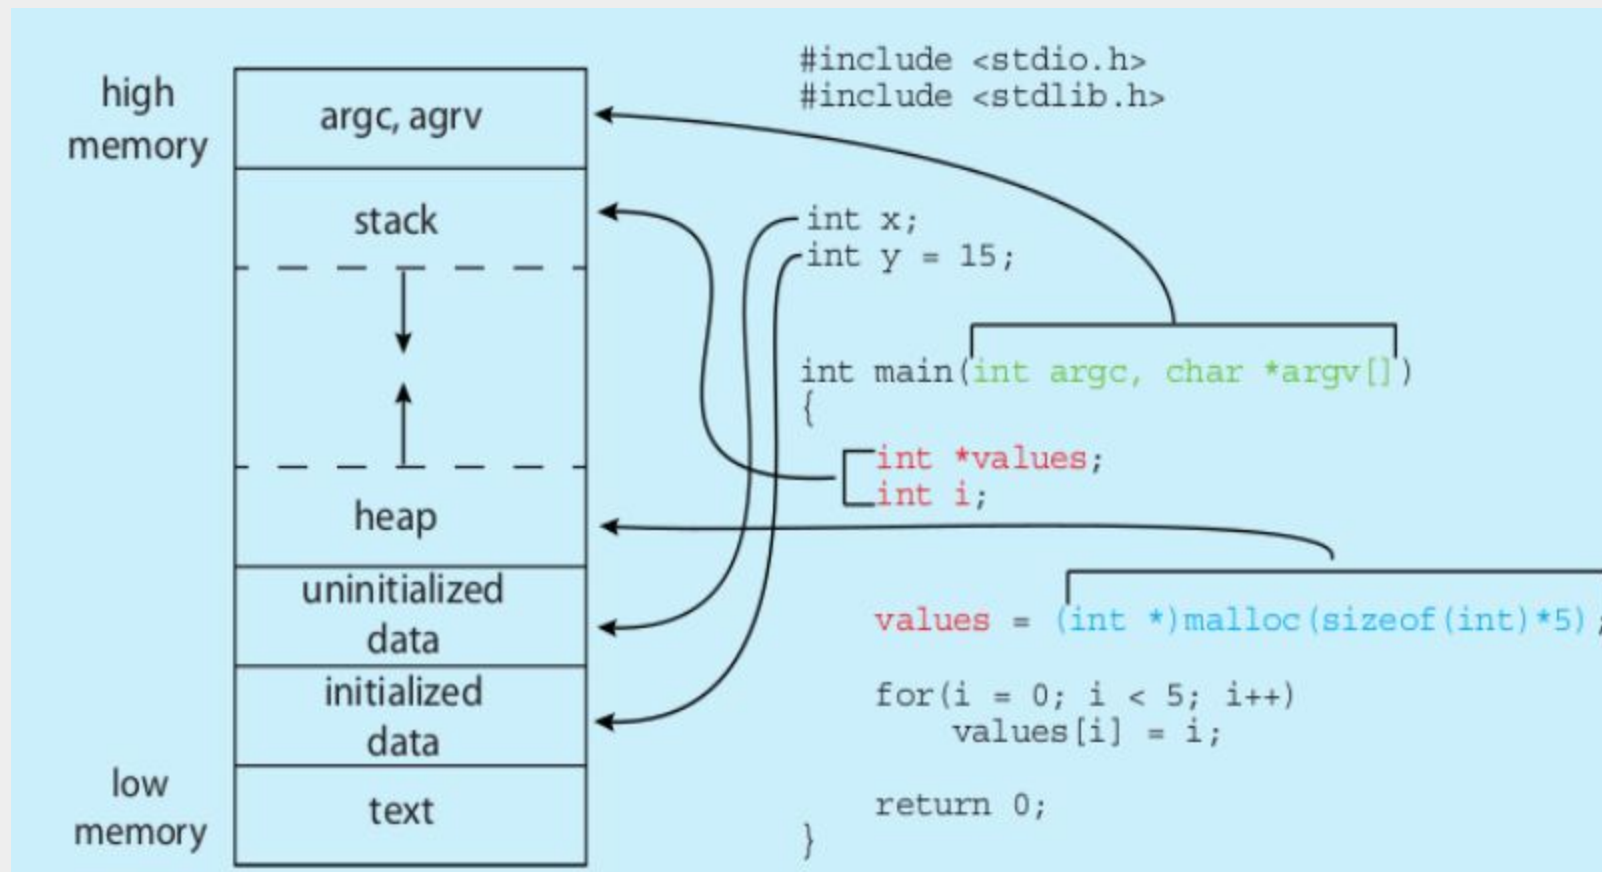 high
memory
argc, agrv
stack
heap
uninitialized
data
initialized
data
low
memory
text
#include <stdio.h>
#include <stdlib.h>
int x;
int y = 15;
int main(int argc, char *argv[])
{
int *values;
int i;
values = (int *)malloc(sizeof(int)*5);
for(i = 0; i < 5; i++)
values[i] = i;
return 0;
}